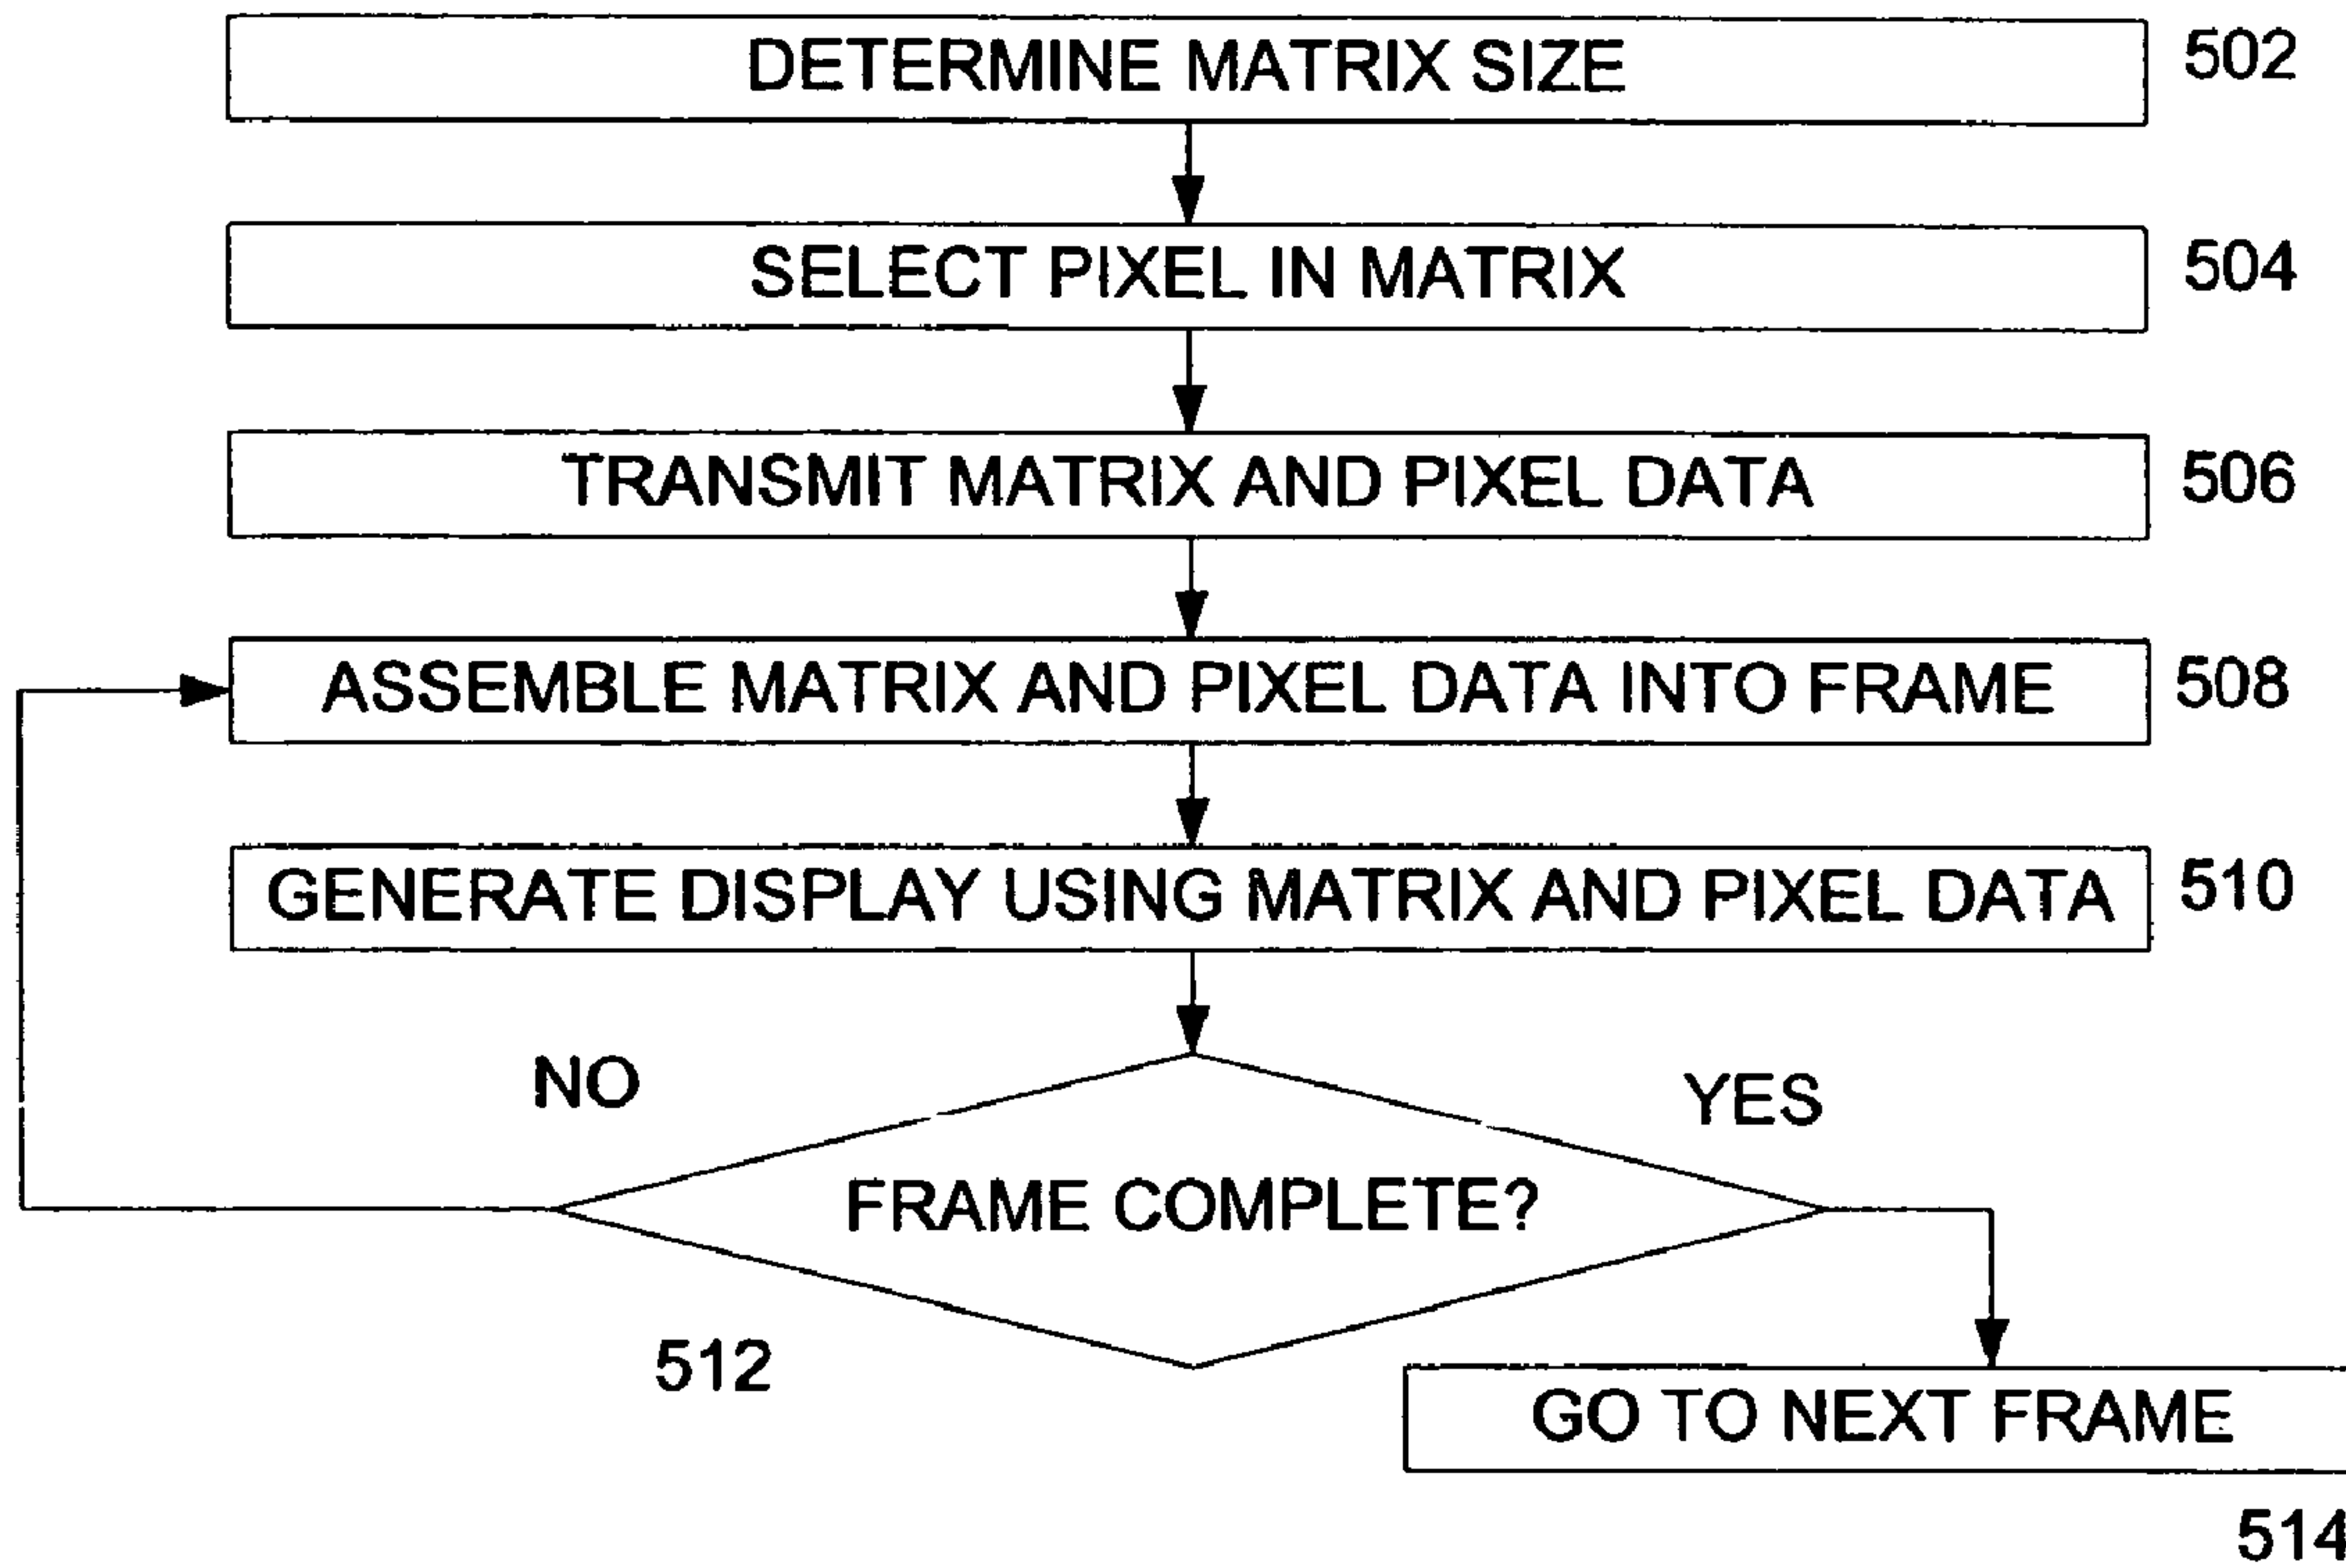 DETERMINE MATRIX SIZE 502
SELECT PIXEL IN MATRIX 504
TRANSMIT MATRIX AND PIXEL DATA 506
ASSEMBLE MATRIX AND PIXEL DATA INTO FRAME 508
GENERATE DISPLAY USING MATRIX AND PIXEL DATA 510
NO
YES
FRAME COMPLETE?
512
GO TO NEXT FRAME
514